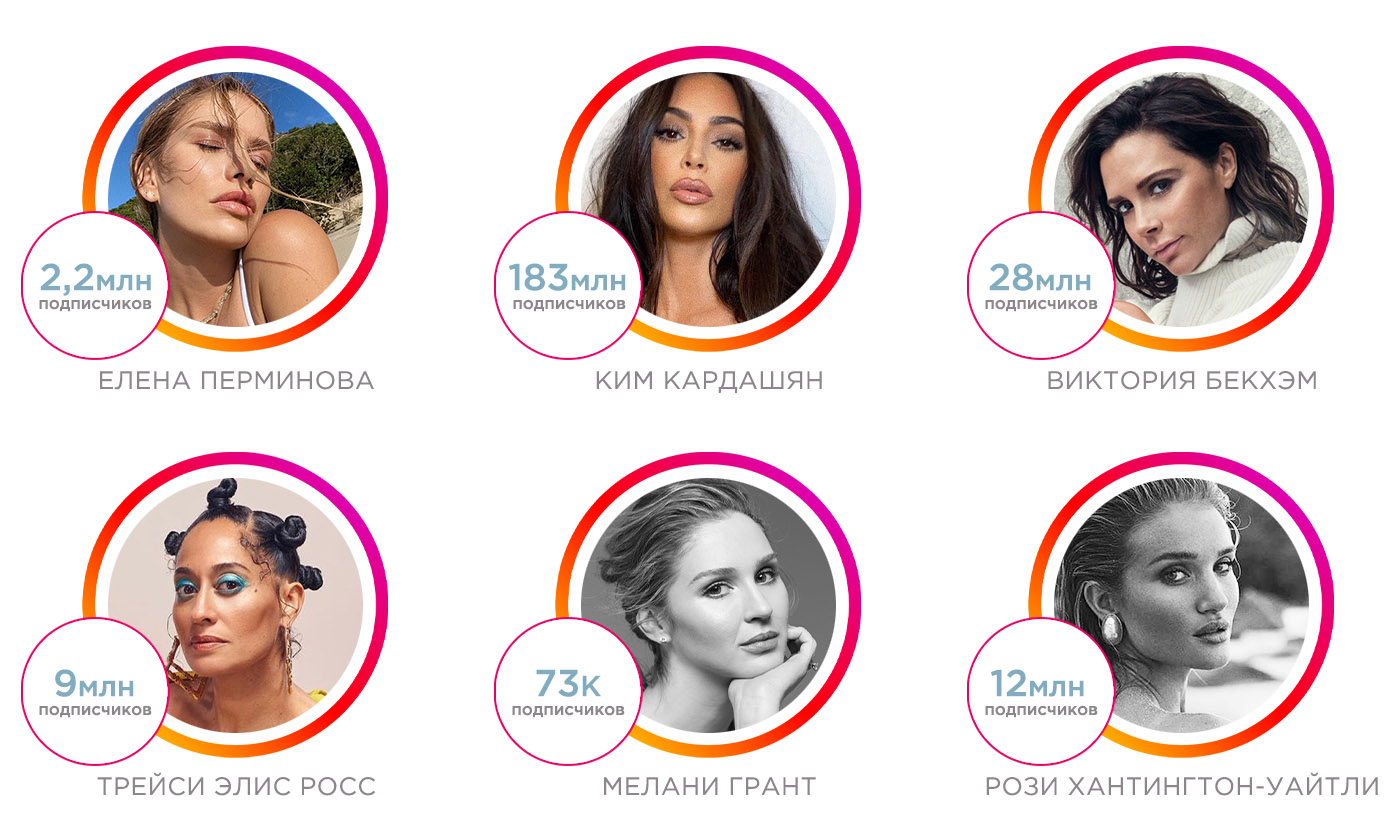 2,2млн
подписчиков
ЕЛЕНА ПЕРМИНОВА
183млн
подписчиков
КИМ КАРДАШЯН
28млн
подписчиков
ВИКТОРИЯ БЕКХЭМ
9млн
подписчиков
ТРЕЙСИ ЭЛИС РОСС
73К
подписчиков
МЕЛАНИ ГРАНТ
12млн
подписчиков
РОЗИ ХАНТИНГТОН-УАЙТЛИ